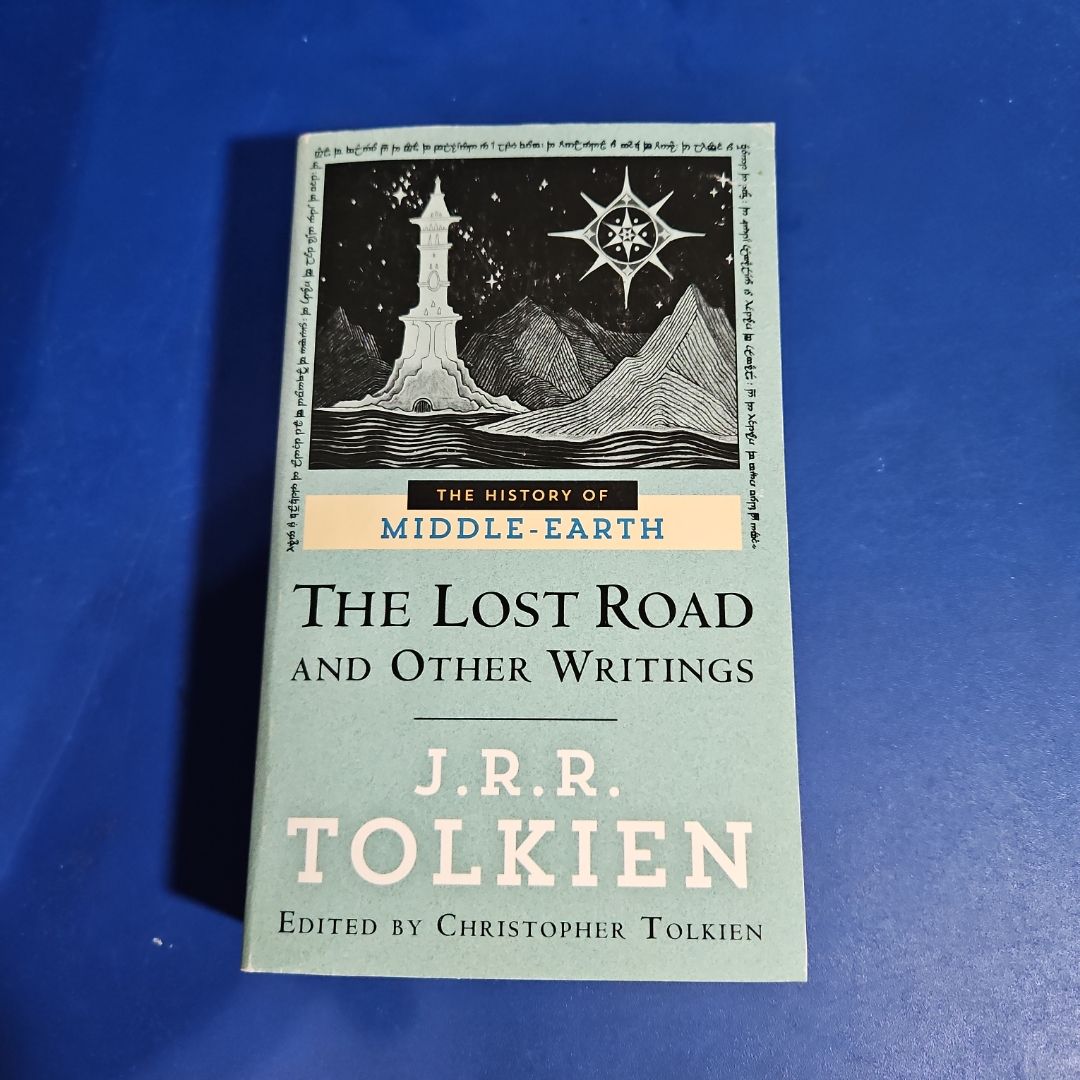 THE HISTORY OF
MIDDLE-EARTH
THE LOST ROAD
AND OTHER WRITINGS
J.R.R.
TOLKIEN
EDITED BY CHRISTOPHER TOLKIEN